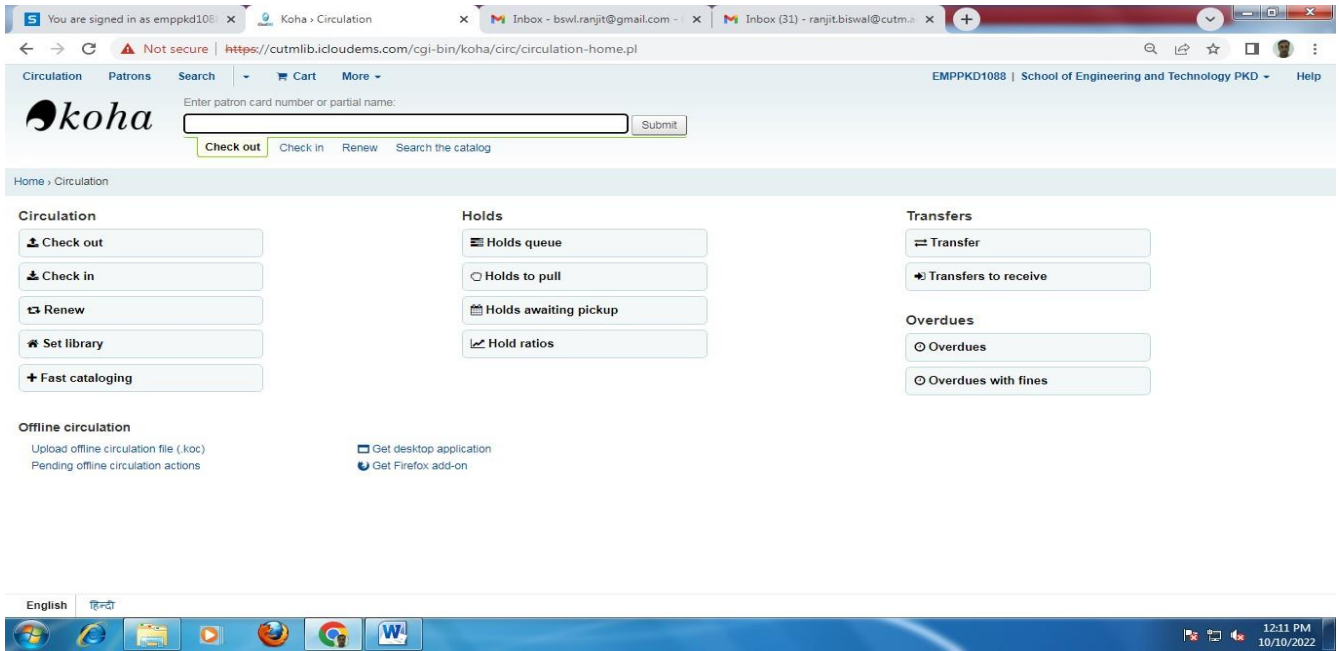 You are signed in as emppkd108
Koha › Circulation
Inbox - bswl.ranjit@gmail.com -
Inbox (31) - ranjit.biswal@cutm.a
Not secure | https://cutmlib.icloudems.com/cgi-bin/koha/circ/circulation-home.pl
Circulation Patrons Search Cart More
EMPPKD1088 | School of Engineering and Technology PKD Help
koha
Enter patron card number or partial name:
Submit
Check out Check in Renew Search the catalog
Home › Circulation
Circulation
Check out
Check in
Renew
Set library
Fast cataloging
Holds
Holds queue
Holds to pull
Holds awaiting pickup
Hold ratios
Transfers
Transfer
Transfers to receive
Overdues
Overdues
Overdues with fines
Offline circulation
Upload offline circulation file (.koc)
Pending offline circulation actions
Get desktop application
Get Firefox add-on
English हिन्दी
12:11 PM
10/10/2022